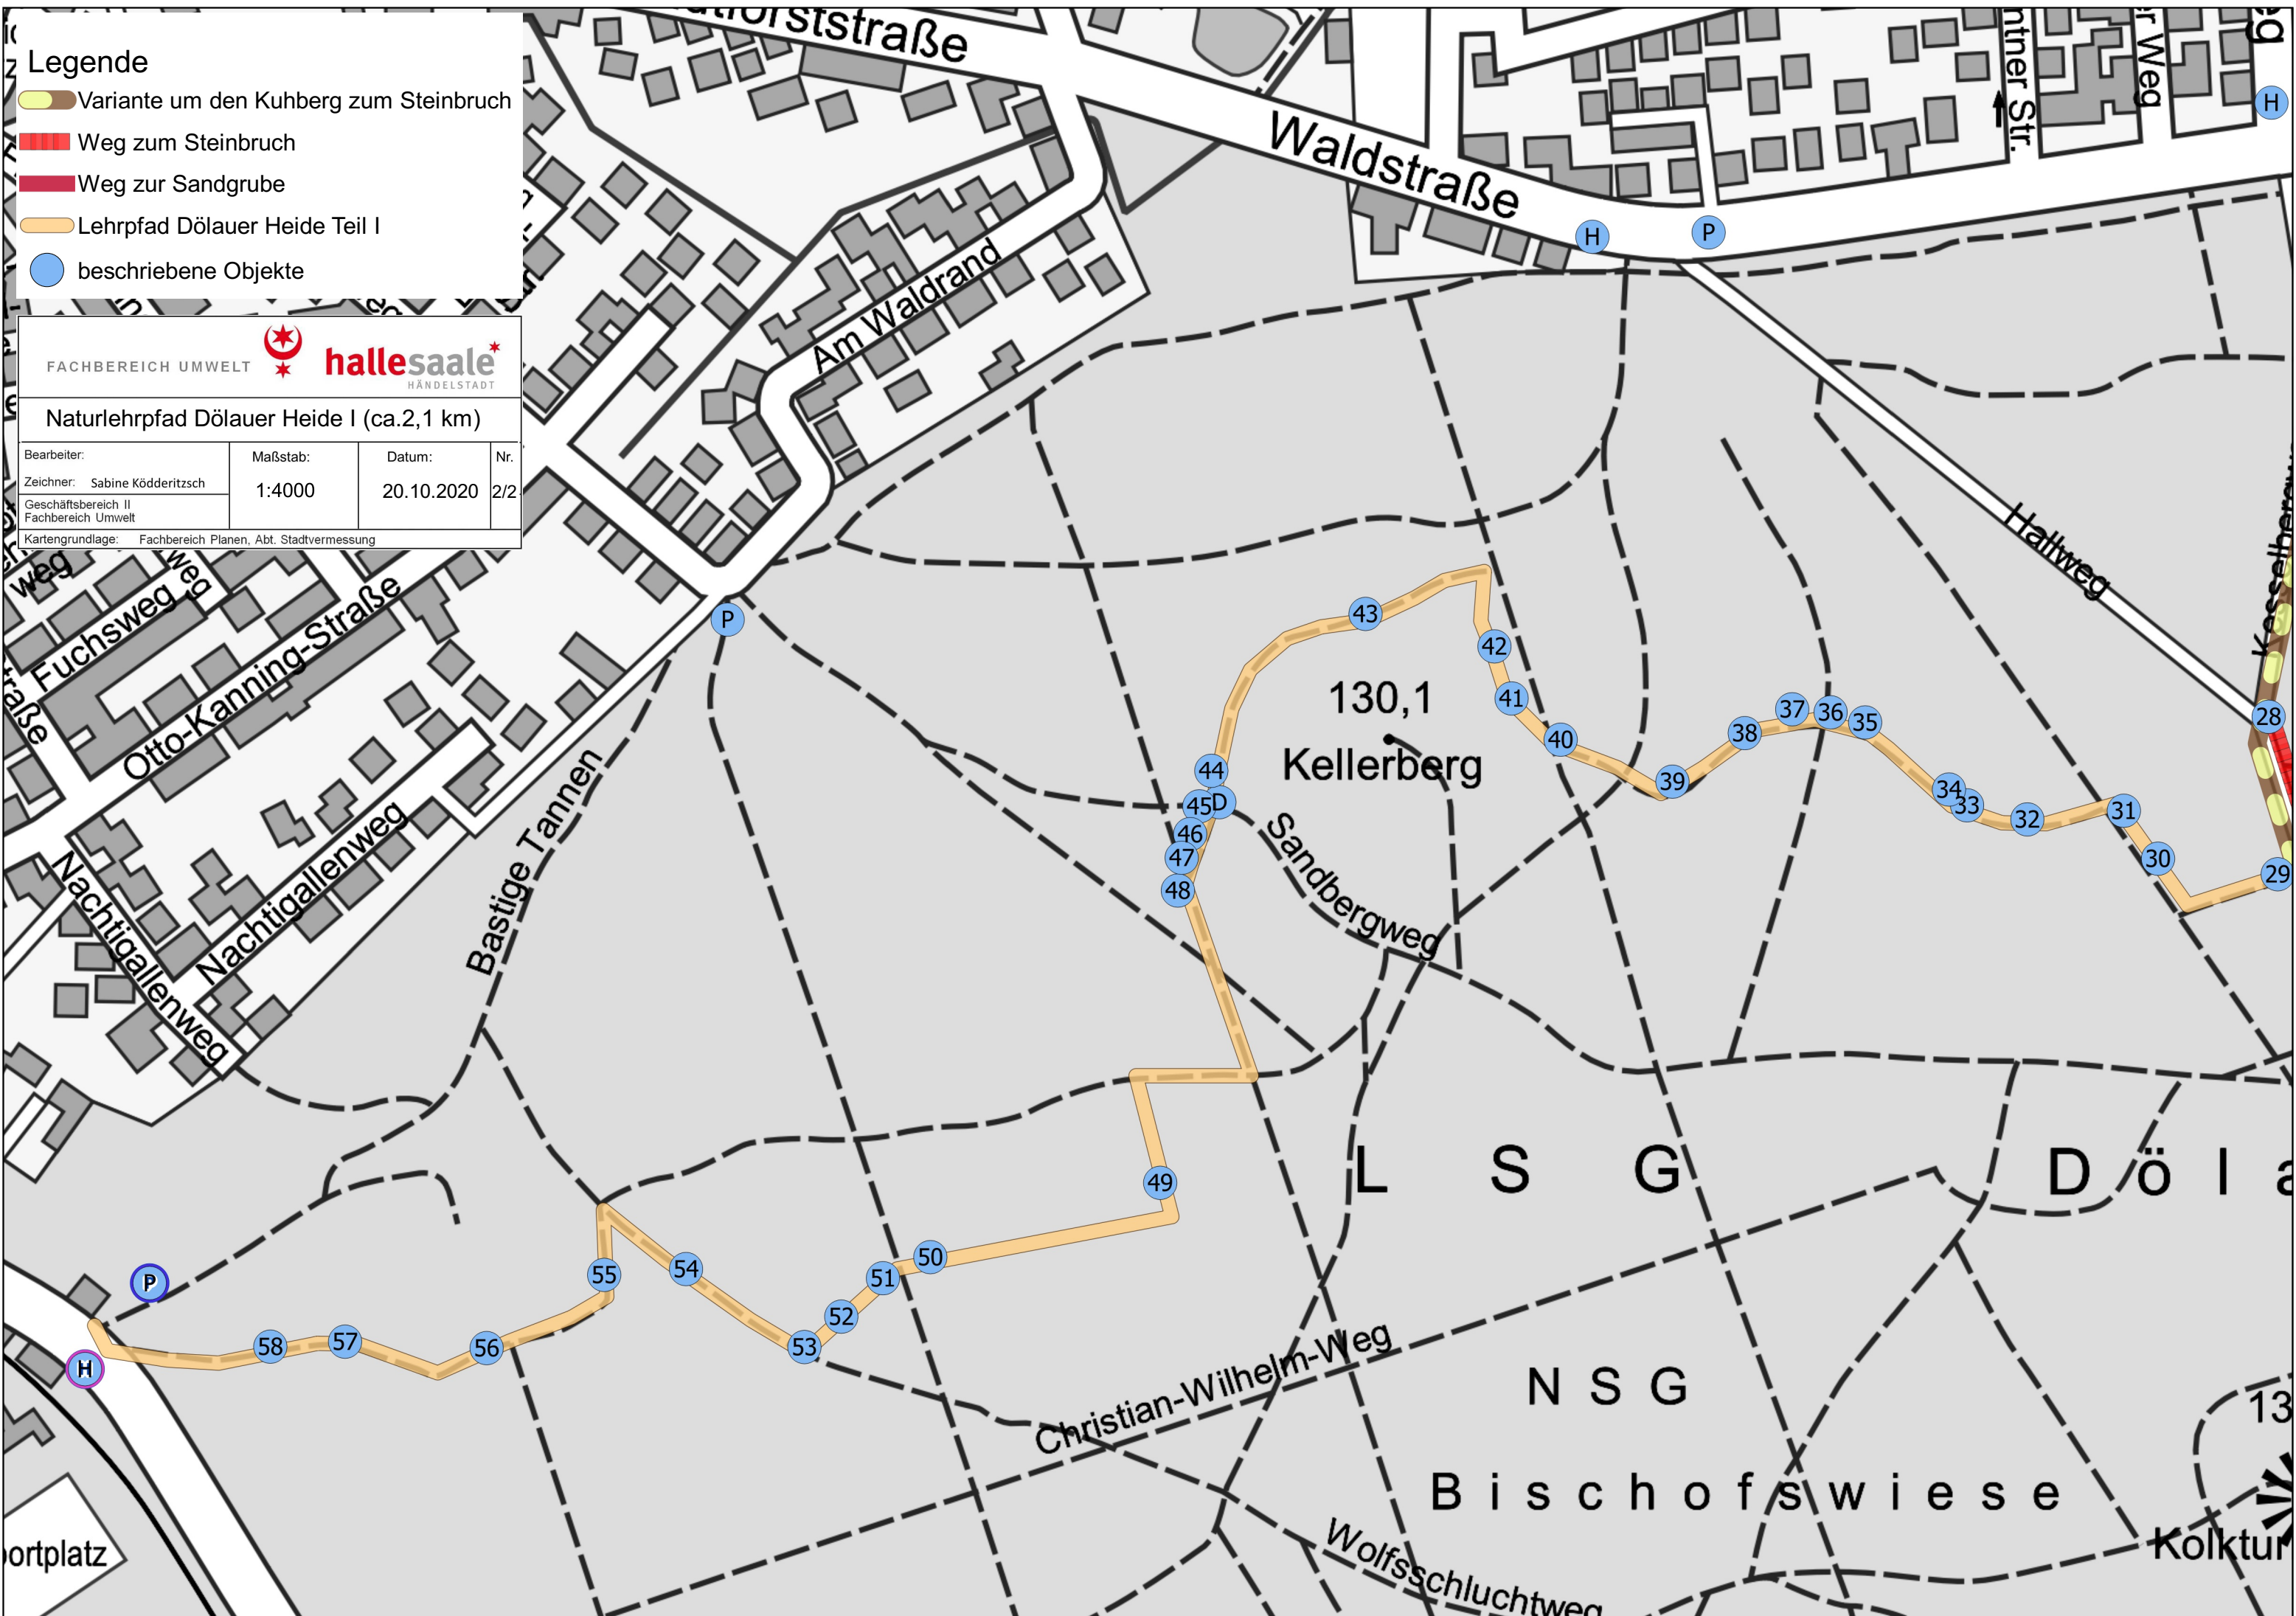 Legende
Variante um den Kuhberg zum Steinbruch
Weg zum Steinbruch
Weg zur Sandgrube
Lehrpfad Dölauer Heide Teil I
beschriebene Objekte
FACHBEREICH UMWELT
hallesaale*
HÄNDELSTADT
Naturlehrpfad Dölauer Heide I (ca.2,1 km)
Bearbeiter:
Zeichner: Sabine Ködderitzsch
Geschäftsbereich II
Fachbereich Umwelt
Maßstab:
1:4000
Datum:
20.10.2020
Nr.
2/2
Kartengrundlage: Fachbereich Planen, Abt. Stadtvermessung
Waldstraße
H
P
H
Am Waldrand
Hallweg
weg
weg
Fuchsweg
Otto-Kanning-Straße
Nachtigallenweg
Nachtigallenweg
Bastige Tannen
P
130,1
Kellerberg
Sandbergweg
28
29
30
31
32
33
34
35
36
37
38
39
40
41
42
43
44
45
D
46
47
48
49
50
51
52
53
54
55
56
57
58
P
H
L S G
D ö l
N S G
B i s c h o f s w i e s e
Christian-Wilhelm-Weg
Wolfsschluchtweg
13